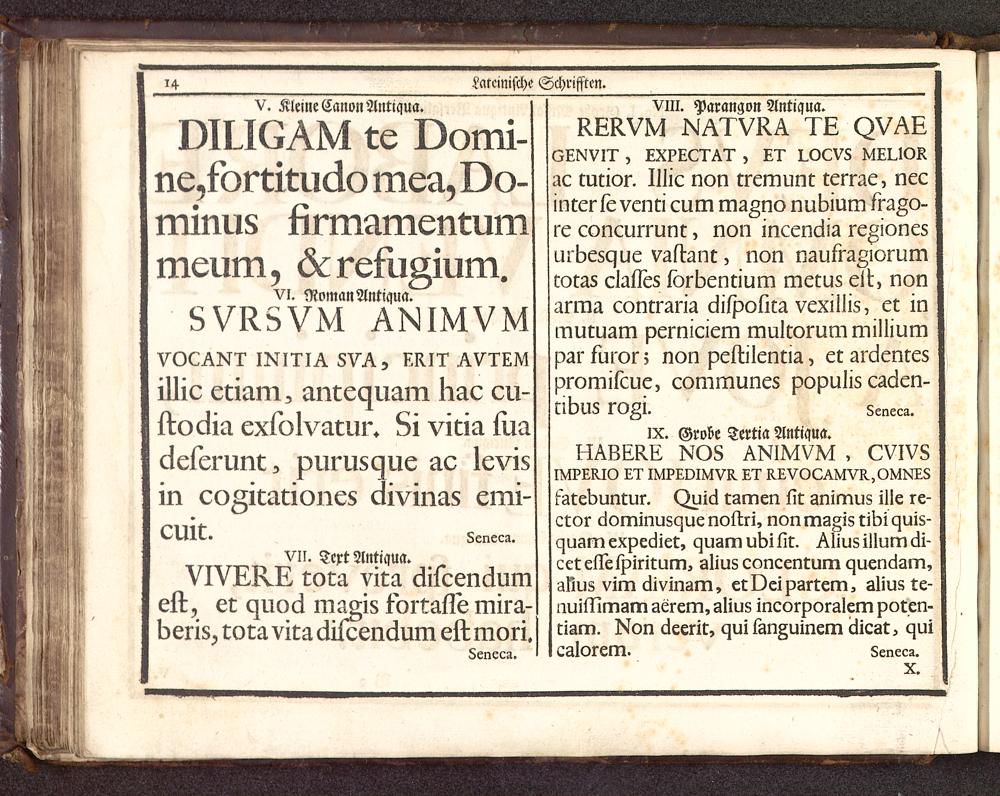 14
Lateinische Schrifften.
V. Kleine Canon Antiqua.
DILIGAM te Domi-
ne, fortitudo mea, Do-
minus firmamentum
meum, & refugium.
VI. Roman Antiqua.
SVRSVM ANIMVM
VOCANT INITIA SVA, ERIT AVTEM
illic etiam, antequam hac cu-
ſtodia exſolvatur. Si vitia ſua
deſerunt, purusque ac levis
in cogitationes divinas emi-
cuit.
Seneca.
VII. Text Antiqua.
VIVERE tota vita diſcendum
eſt, et quod magis fortaſſe mira-
beris, tota vita diſcendum eſt mori.
Seneca.
VIII. Parangon Antiqua.
RERVM NATVRA TE QVAE
GENVIT, EXPECTAT, ET LOCVS MELIOR
ac tutior. Illic non tremunt terrae, nec
inter ſe venti cum magno nubium frago-
re concurrunt, non incendia regiones
urbesque vaſtant, non naufragiorum
totas claſſes ſorbentium metus eſt, non
arma contraria diſpoſita vexillis, et in
mutuam perniciem multorum millium
par furor; non peſtilentia, et ardentes
promiſcue, communes populis caden-
tibus rogi.
Seneca.
IX. Grobe Tertia Antiqua.
HABERE NOS ANIMVM, CVIVS
IMPERIO ET IMPEDIMVR ET REVOCAMVR, OMNES
fatebuntur. Quid tamen ſit animus ille re-
ctor dominusque noſtri, non magis tibi quis-
quam expediet, quam ubi ſit. Alius illum di-
cet eſſe ſpiritum, alius concentum quendam,
alius vim divinam, et Dei partem, alius te-
nuiſſimam aërem, alius incorporalem poten-
tiam. Non deerit, qui ſanguinem dicat, qui
calorem.
Seneca.
X.